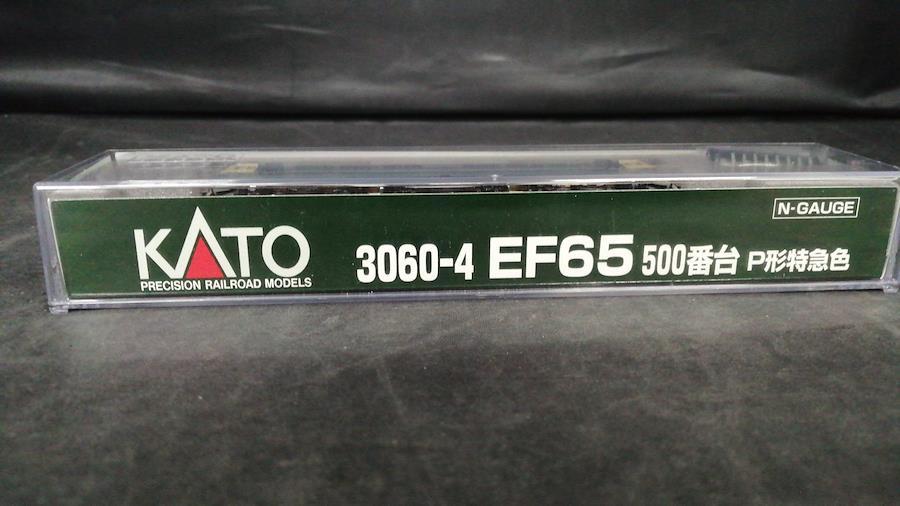 N-GAUGE
KATO
PRECISION RAILROAD MODELS
3060-4 EF65 500番台 P形特急色